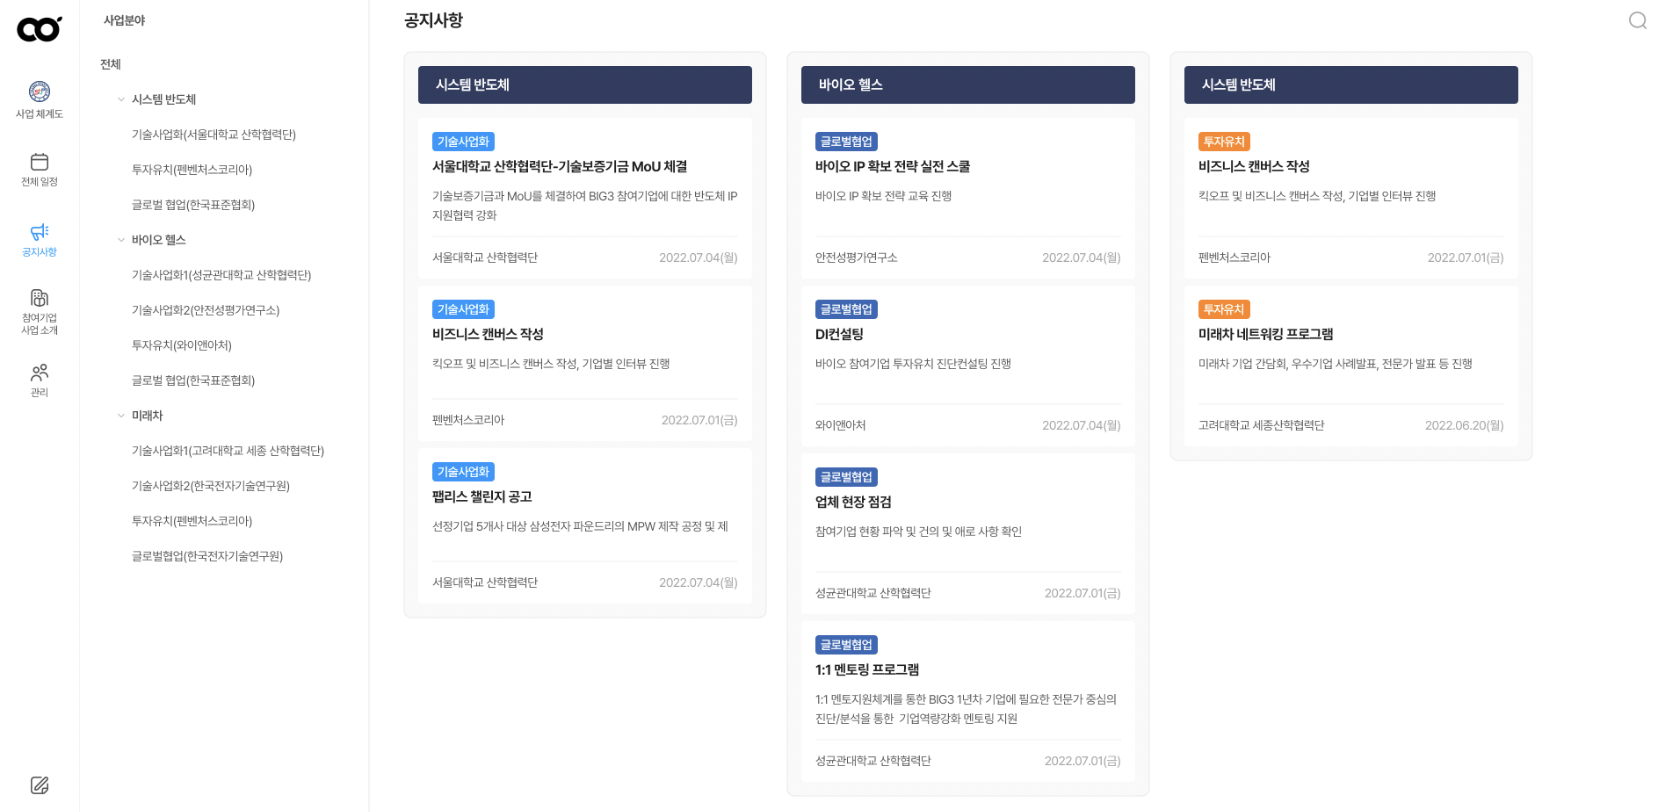 사업 체계도
전체 일정
공지사항
참여기업
사업 소개
관리
사업분야
전체
시스템 반도체
기술사업화(서울대학교 산학협력단)
투자유치(펜벤처스코리아)
글로벌 협업(한국표준협회)
바이오 헬스
기술사업화1(성균관대학교 산학협력단)
기술사업화2(안전성평가연구소)
투자유치(와이앤아처)
글로벌 협업(한국표준협회)
미래차
기술사업화1(고려대학교 세종 산학협력단)
기술사업화2(한국전자기술연구원)
투자유치(펜벤처스코리아)
글로벌협업(한국전자기술연구원)
공지사항
시스템 반도체
기술사업화
서울대학교 산학협력단-기술보증기금 MoU 체결
기술보증기금과 MoU를 체결하여 BIG3 참여기업에 대한 반도체 IP
지원협력 강화
서울대학교 산학협력단 2022.07.04(월)
기술사업화
비즈니스 캔버스 작성
킥오프 및 비즈니스 캔버스 작성, 기업별 인터뷰 진행
펜벤처스코리아 2022.07.01(금)
기술사업화
팹리스 챌린지 공고
선정기업 5개사 대상 삼성전자 파운드리의 MPW 제작 공정 및 제
서울대학교 산학협력단 2022.07.04(월)
바이오 헬스
글로벌협업
바이오 IP 확보 전략 실전 스쿨
바이오 IP 확보 전략 교육 진행
안전성평가연구소 2022.07.04(월)
글로벌협업
DI컨설팅
바이오 참여기업 투자유치 진단컨설팅 진행
와이앤아처 2022.07.04(월)
글로벌협업
업체 현장 점검
참여기업 현황 파악 및 건의 및 애로 사항 확인
성균관대학교 산학협력단 2022.07.01(금)
글로벌협업
1:1 멘토링 프로그램
1:1 멘토지원체계를 통한 BIG3 1년차 기업에 필요한 전문가 중심의
진단/분석을 통한 기업역량강화 멘토링 지원
성균관대학교 산학협력단 2022.07.01(금)
시스템 반도체
투자유치
비즈니스 캔버스 작성
킥오프 및 비즈니스 캔버스 작성, 기업별 인터뷰 진행
펜벤처스코리아 2022.07.01(금)
투자유치
미래차 네트워킹 프로그램
미래차 기업 간담회, 우수기업 사례발표, 전문가 발표 등 진행
고려대학교 세종산학협력단 2022.06.20(월)